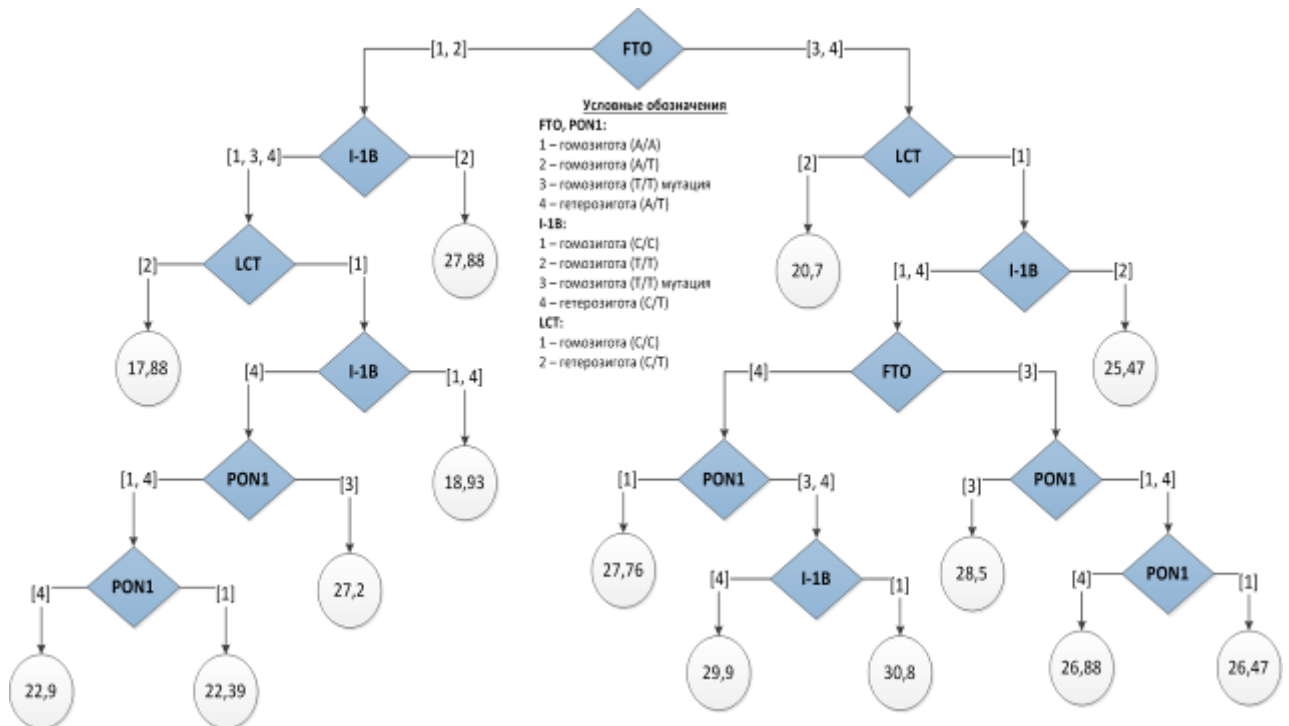 [1, 2]
FTO
[3, 4]
Условные обозначения
FTO, PON1:
1 – гомозигота (A/A)
2 – гомозигота (A/T)
3 – гомозигота (T/T) мутация
4 – гетерозигота (A/T)
I-1B:
1 – гомозигота (C/C)
2 – гомозигота (T/T)
3 – гомозигота (T/T) мутация
4 – гетерозигота (C/T)
LCT:
1 – гомозигота (C/C)
2 – гетерозигота (C/T)
[1, 3, 4]
I-1B
[2]
[2]
LCT
[1]
[2]
LCT
[1]
27,88
20,7
[1, 4]
I-1B
[2]
17,88
[4]
I-1B
[1, 4]
[4]
FTO
[3]
25,47
[1, 4]
PON1
[3]
18,93
[1]
PON1
[3, 4]
[3]
PON1
[1, 4]
[4]
PON1
[1]
27,2
27,76
[4]
I-1B
[1]
28,5
[4]
PON1
[1]
22,9
22,39
29,9
30,8
26,88
26,47